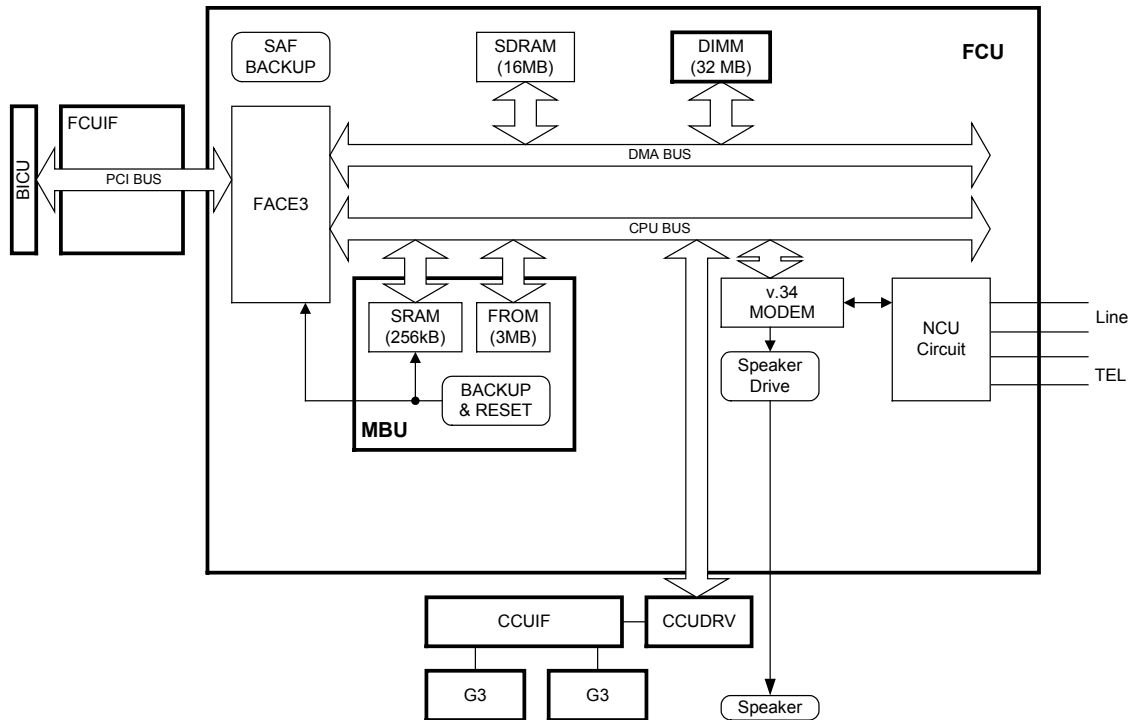 SAF
BACKUP
SDRAM
(16MB)
DIMM
(32 MB)
FCU
FCUIF
BICU
PCI BUS
FACE3
DMA BUS
CPU BUS
SRAM
(256kB)
FROM
(3MB)
BACKUP
& RESET
MBU
v.34
MODEM
Speaker
Drive
NCU
Circuit
Line
TEL
CCUIF
CCUDRV
G3
G3
Speaker